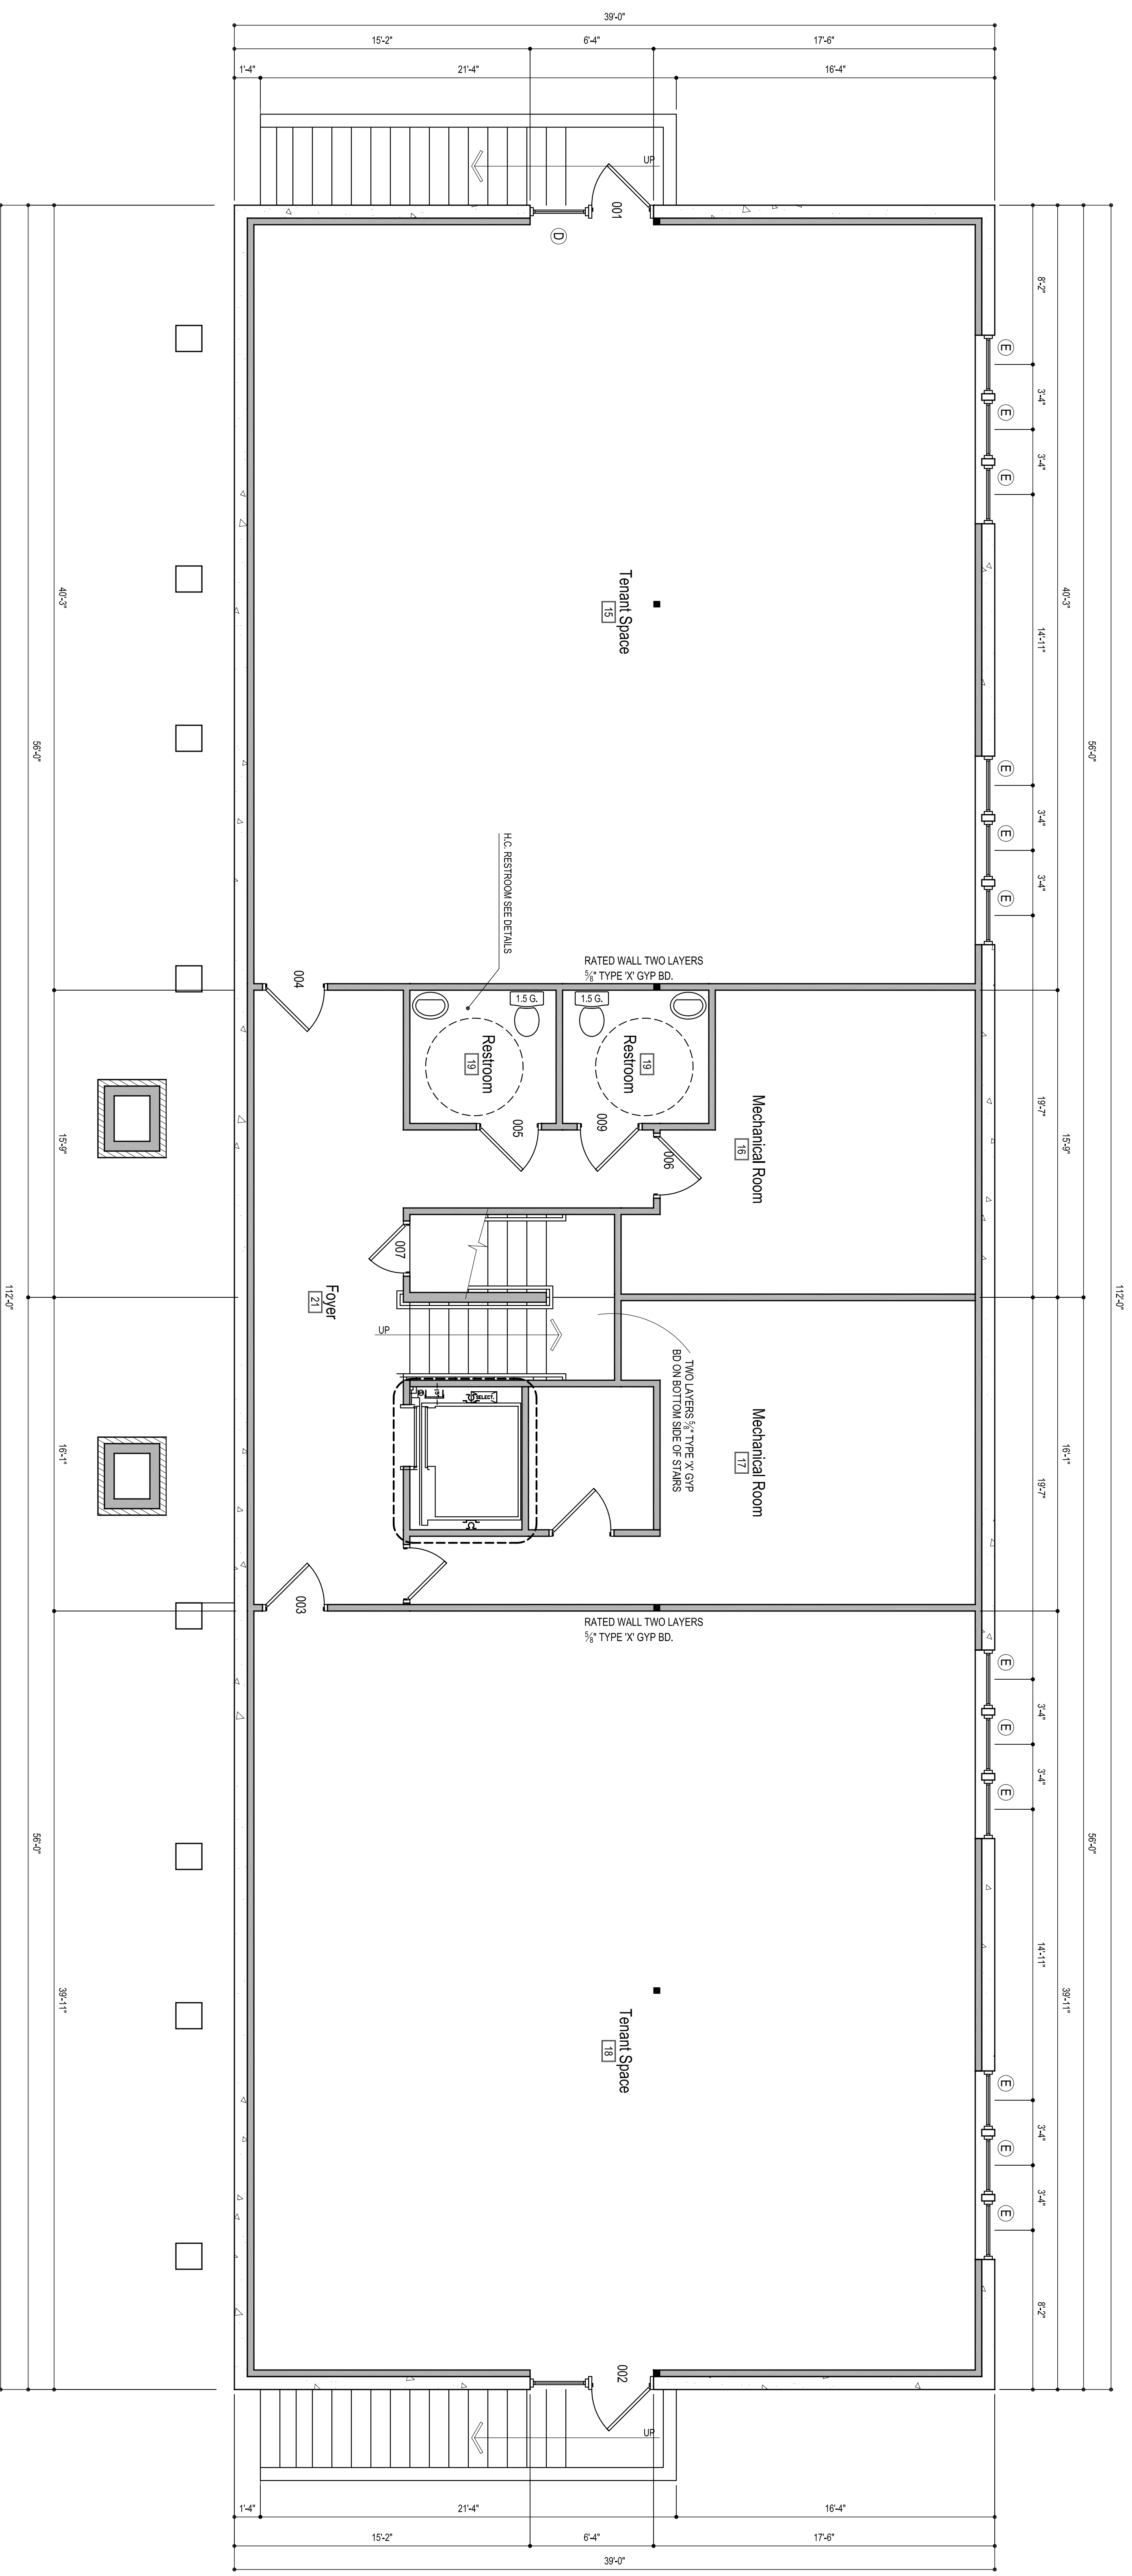 39'-0"
15'-2"
6'-4"
17'-6"
1'-4"
21'-4"
16'-4"
UP
001
D
8'-2"
E
3'-4"
E
3'-4"
E
14'-11"
E
3'-4"
E
3'-4"
E
19'-7"
19'-7"
E
3'-4"
E
3'-4"
E
14'-11"
E
3'-4"
E
3'-4"
E
8'-2"
40'-3"
15'-9"
16'-1"
39'-11"
56'-0"
56'-0"
112'-0"
Tenant Space
15
H.C. RESTROOM SEE DETAILS
RATED WALL TWO LAYERS
5/8" TYPE 'X' GYP BD.
004
1.5 G.
1.5 G.
Restroom
19
Restroom
19
005
009
006
Mechanical Room
16
007
Foyer
21
UP
TWO LAYERS 5/8" TYPE 'X' GYP
BD ON BOTTOM SIDE OF STAIRS
SELECT.
Mechanical Room
17
003
RATED WALL TWO LAYERS
5/8" TYPE 'X' GYP BD.
Tenant Space
18
002
UP
40'-3"
15'-9"
16'-1"
39'-11"
56'-0"
56'-0"
112'-0"
1'-4"
21'-4"
16'-4"
15'-2"
6'-4"
17'-6"
39'-0"